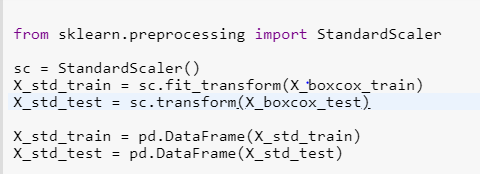 from sklearn.preprocessing import StandardScaler
sc = StandardScaler()
X_std_train = sc.fit_transform(X_boxcox_train)
X_std_test = sc.transform(X_boxcox_test)
X_std_train = pd.DataFrame(X_std_train)
X_std_test = pd.DataFrame(X_std_test)